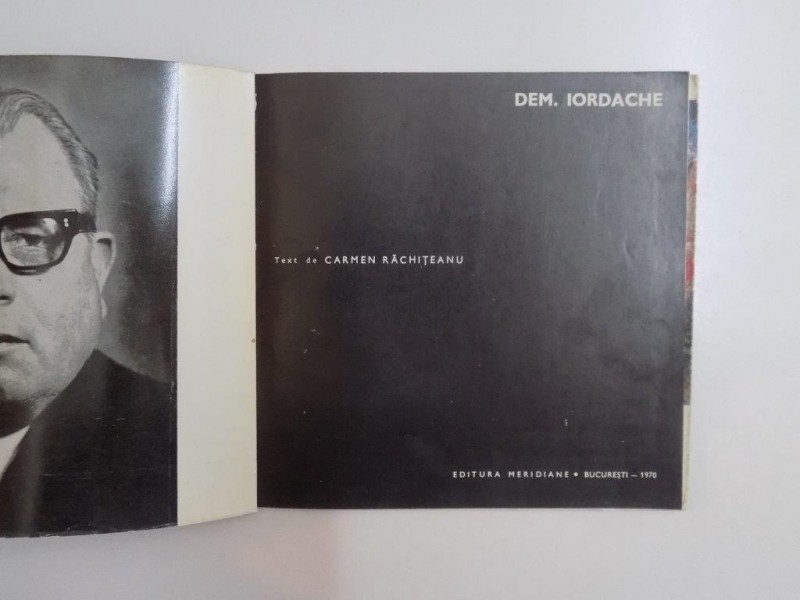 DEM. IORDACHE
Text de CARMEN RĂCHIȚEANU
EDITURA MERIDIANE • BUCUREȘTI — 1970